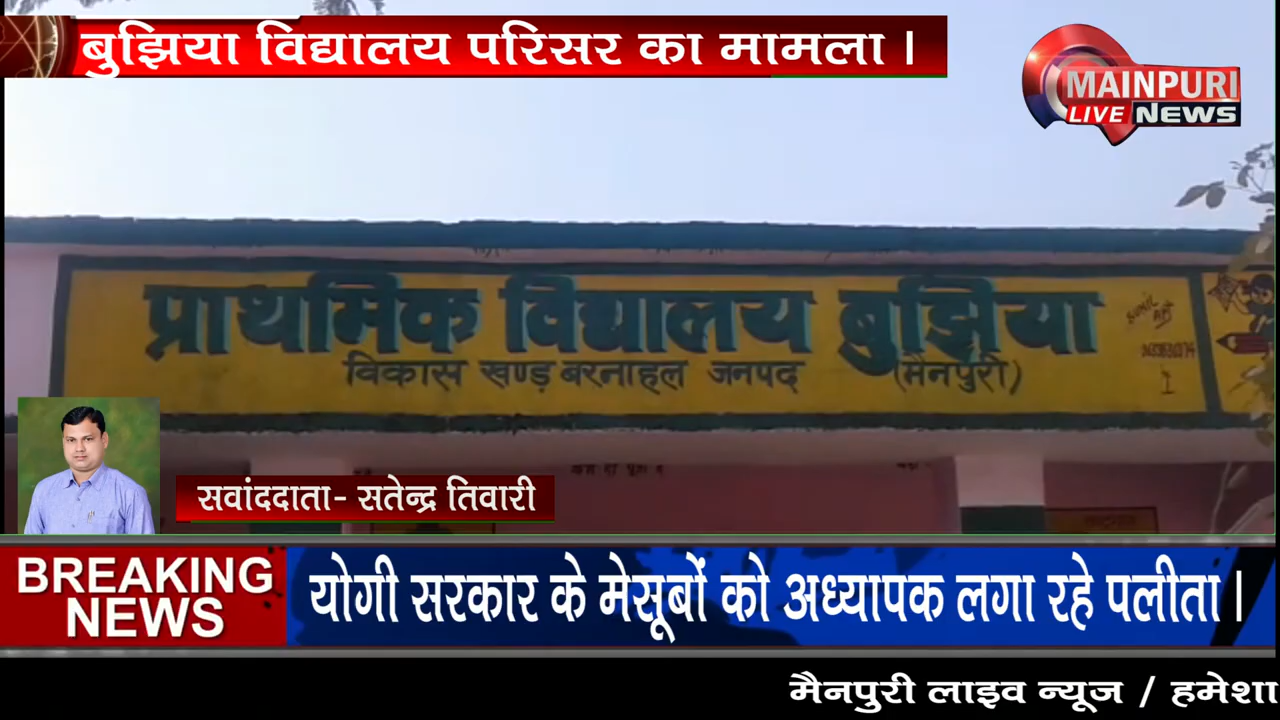 बुझिया विद्यालय परिसर का मामला ।
MAINPURI
LIVE NEWS
प्राथमिक विद्यालय बुझिया
विकास खण्ड बरनाहल जनपद (मैनपुरी)
सवांददाता- सतेन्द्र तिवारी
BREAKING
NEWS
योगी सरकार के मेसूबों को अध्यापक लगा रहे पलीता ।
मैनपुरी लाइव न्यूज / हमेशा